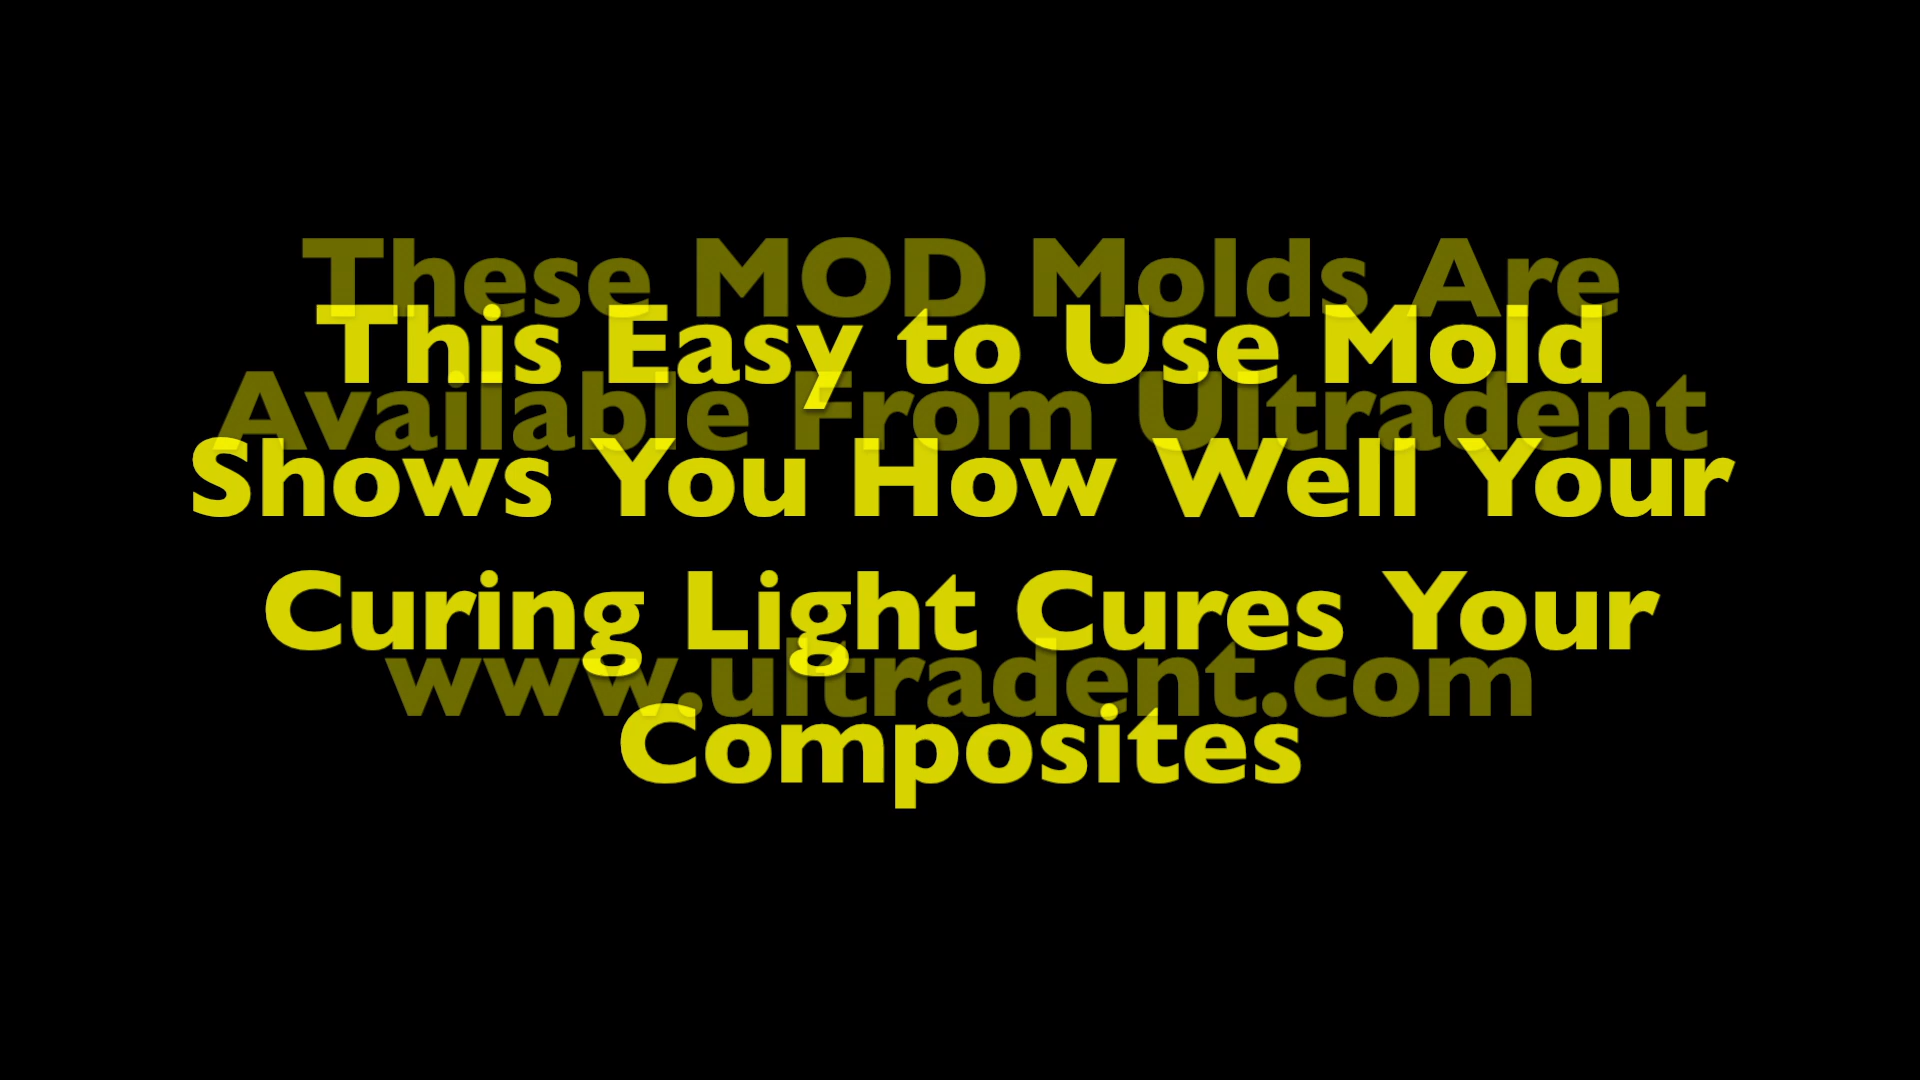 These MOD Molds Are
This Easy to Use Mold
Available From Ultradent
Shows You How Well Your
Curing Light Cures Your
www.ultradent.com
Composites